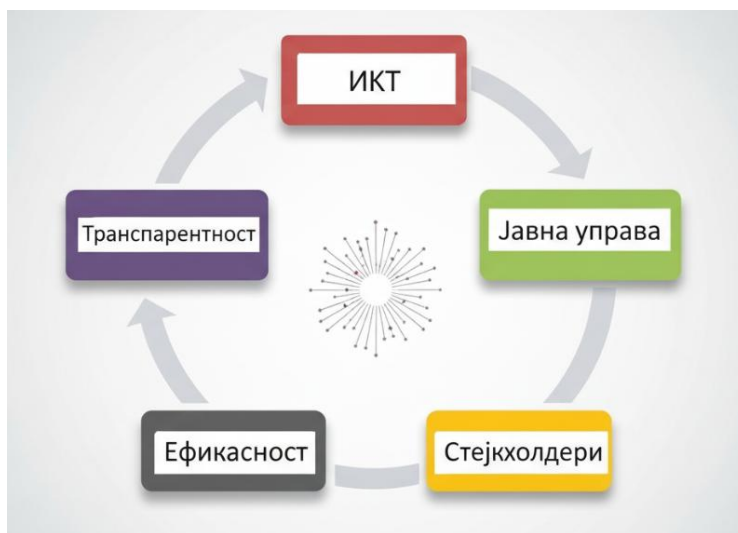 ИКТ
Јавна управа
Стејкхолдери
Ефикасност
Транспарентност